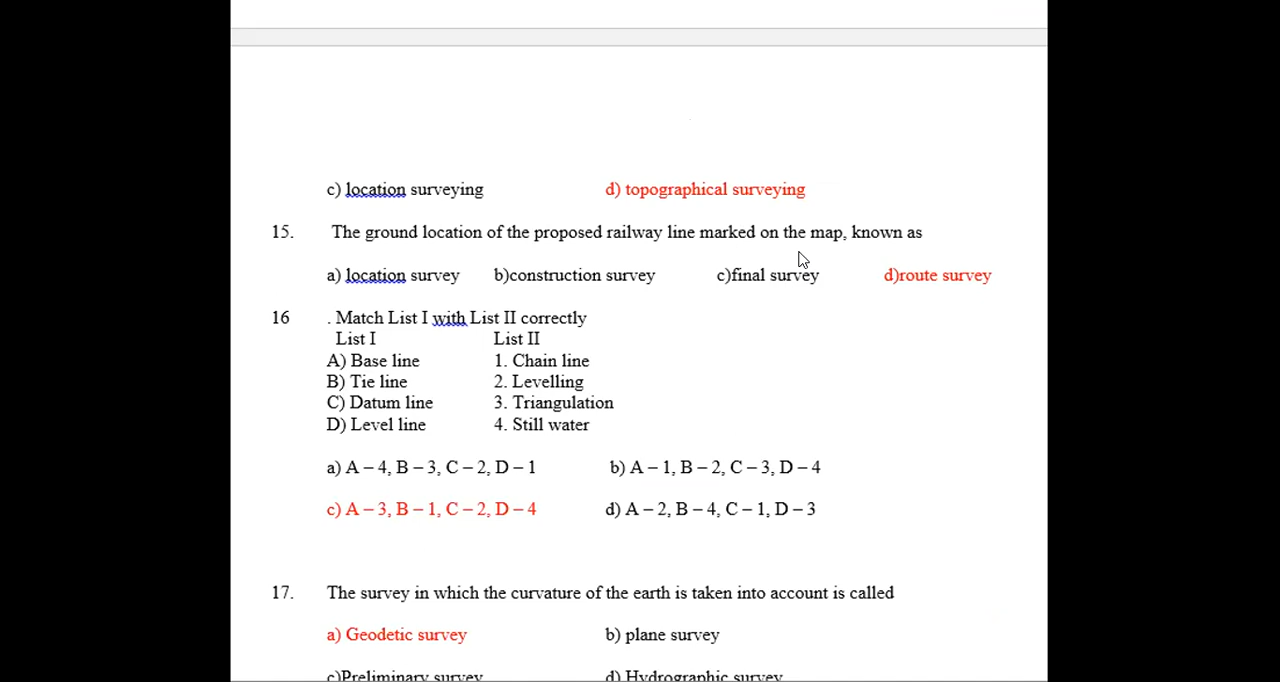 c) location surveying d) topographical surveying
15. The ground location of the proposed railway line marked on the map, known as
a) location survey b)construction survey c)final survey d)route survey
16 . Match List I with List II correctly
List I List II
A) Base line 1. Chain line
B) Tie line 2. Levelling
C) Datum line 3. Triangulation
D) Level line 4. Still water
a) A – 4, B – 3, C – 2, D – 1 b) A – 1, B – 2, C – 3, D – 4
c) A – 3, B – 1, C – 2, D – 4 d) A – 2, B – 4, C – 1, D – 3
17. The survey in which the curvature of the earth is taken into account is called
a) Geodetic survey b) plane survey
c)Preliminary survey d) Hydrographic survey